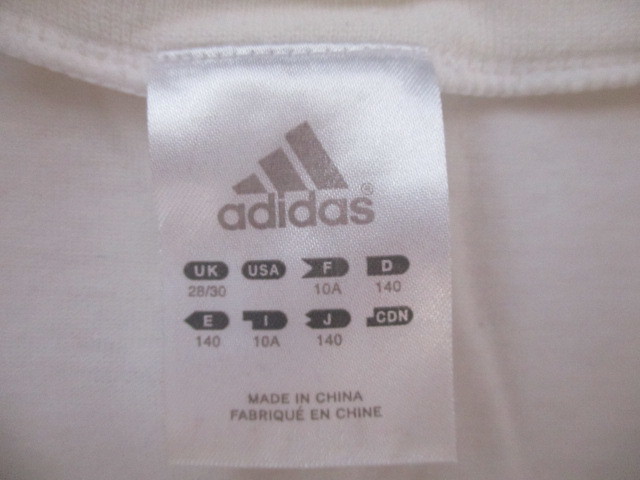 adidas®
UK USA F D
28/30 10A 140
E I J CDN
140 10A 140
MADE IN CHINA
FABRIQUÉ EN CHINE